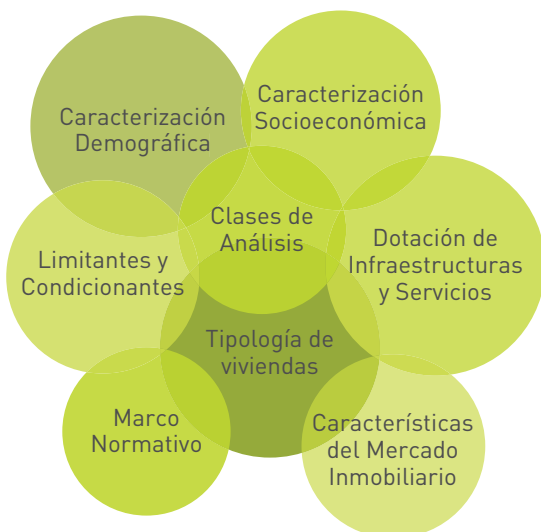 Caracterización
Demográfica
Caracterización
Socioeconómica
Clases de
Análisis
Limitantes y
Condicionantes
Dotación de
Infraestructuras
y Servicios
Tipología de
viviendas
Marco
Normativo
Características
del Mercado
Inmobiliario